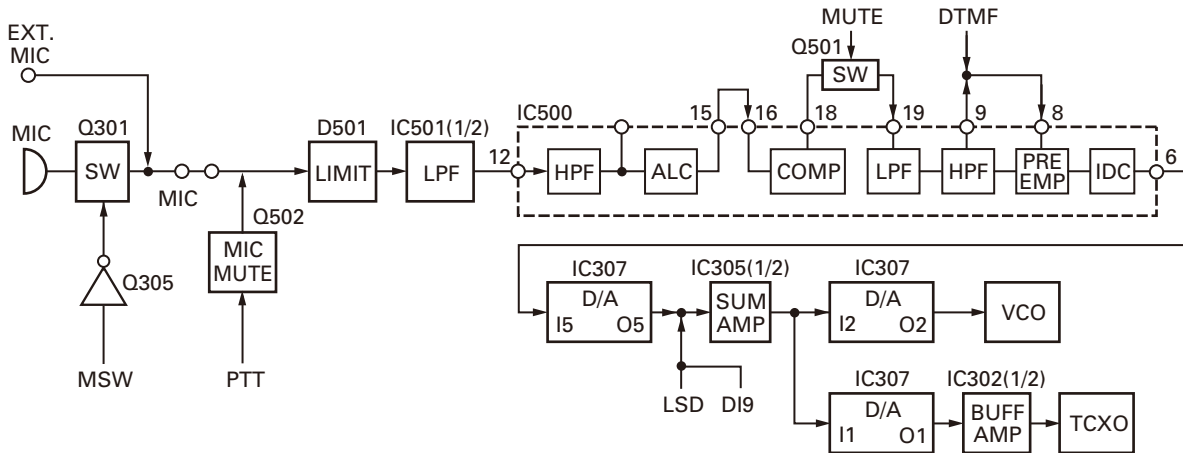 MUTE
DTMF
EXT.
MIC
Q501
SW
MIC
Q301
SW
MIC
Q305
MSW
Q502
MIC
MUTE
PTT
D501
LIMIT
IC501(1/2)
LPF
12
IC500
15
16
18
19
9
8
6
HPF
ALC
COMP
LPF
HPF
PRE
EMP
IDC
IC307
D/A
I5
O5
IC305(1/2)
SUM
AMP
IC307
D/A
I2
O2
VCO
LSD
DI9
IC307
D/A
I1
O1
IC302(1/2)
BUFF
AMP
TCXO